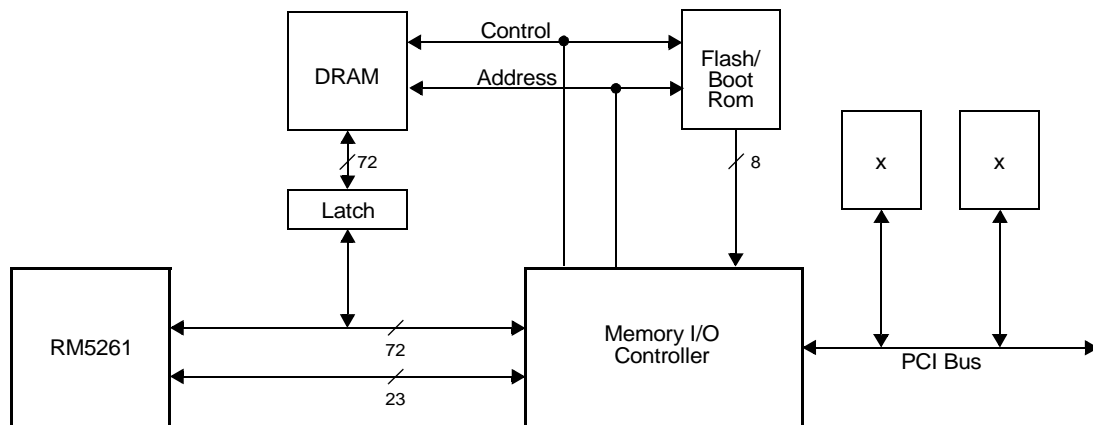 Control
DRAM
Flash/
Boot
Rom
Address
72
8
x
x
Latch
RM5261
72
23
Memory I/O
Controller
PCI Bus